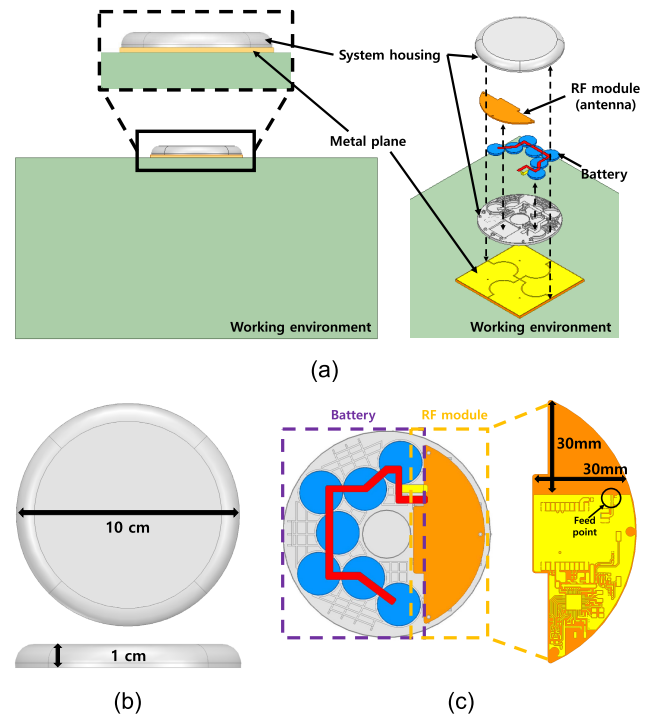 System housing
RF module
(antenna)
Metal plane
Battery
Working environment
Working environment
(a)
10 cm
1 cm
(b)
Battery
RF module
30mm
30mm
Feed
point
(c)